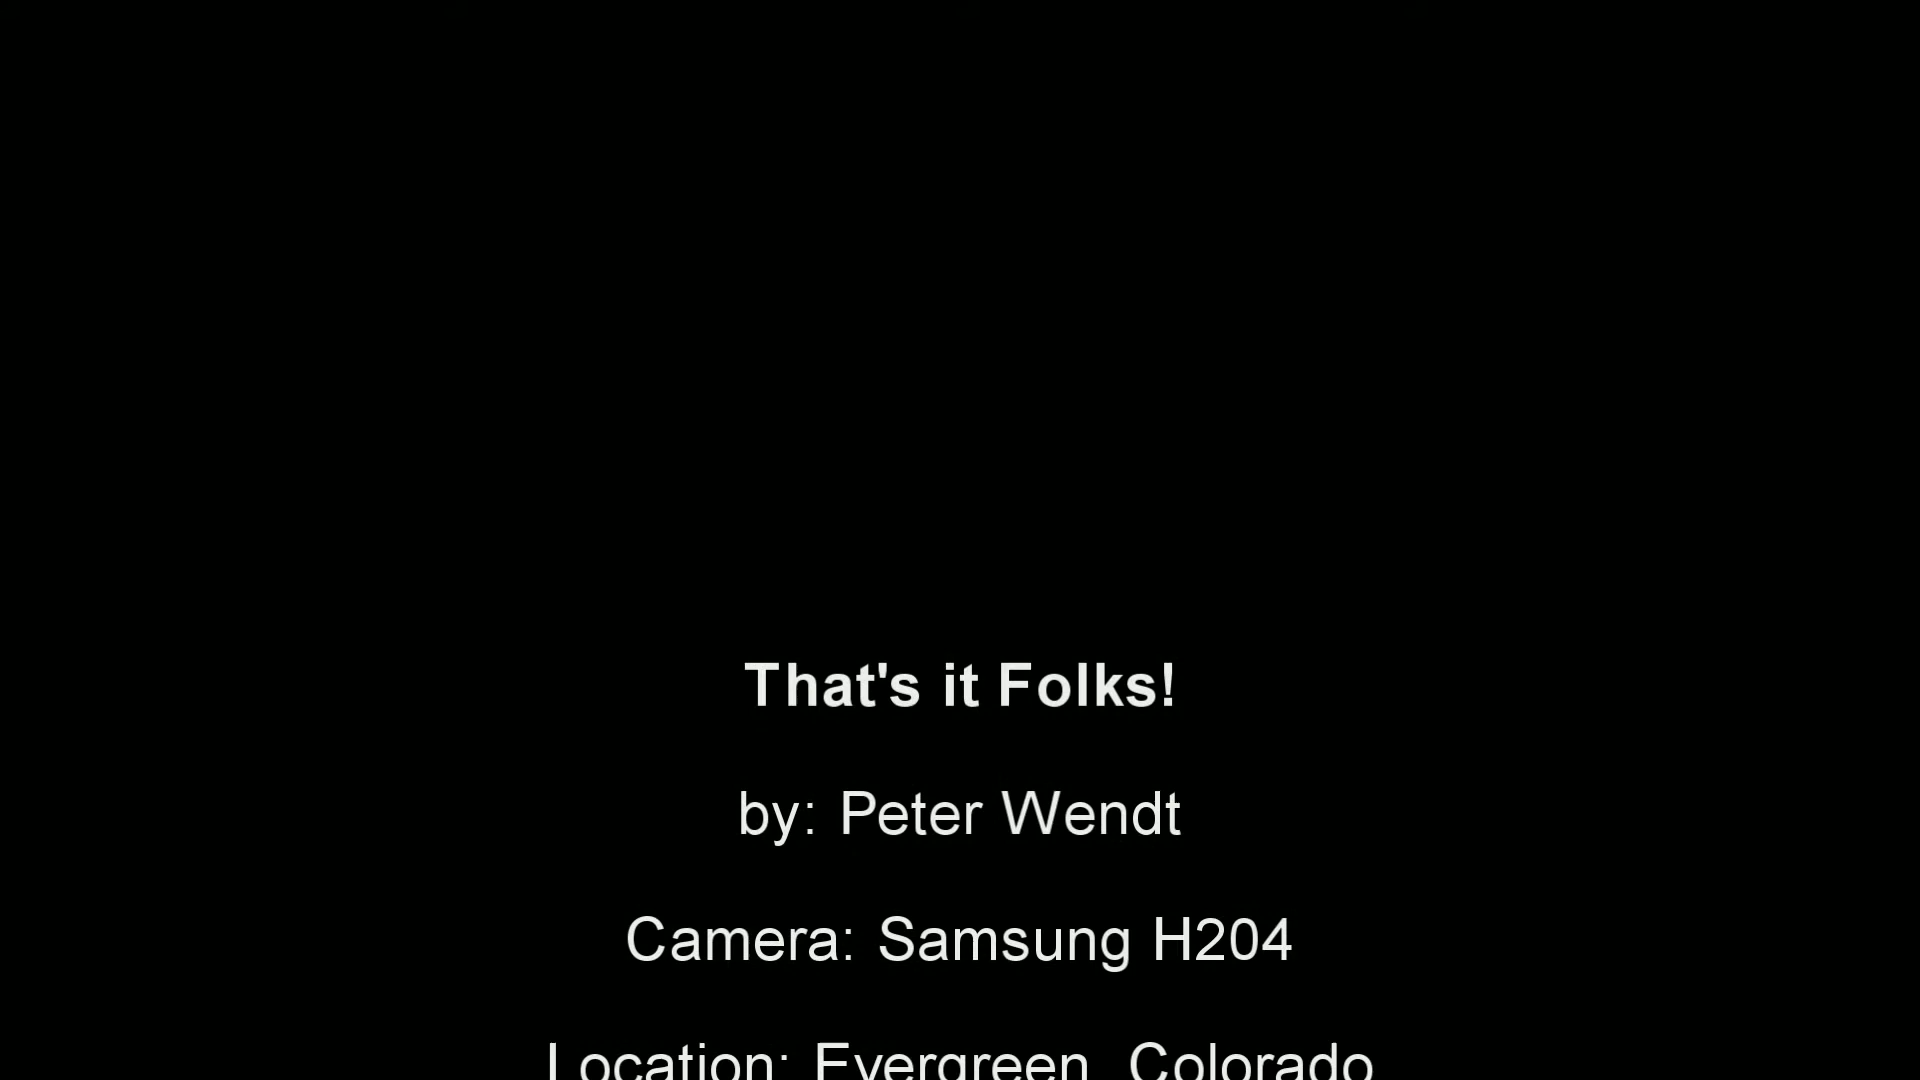 That's it Folks!
by: Peter Wendt
Camera: Samsung H204
Location: Evergreen, Colorado